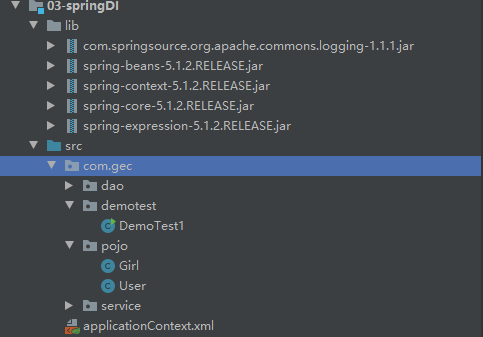 03-springDI
lib
com.springsource.org.apache.commons.logging-1.1.1.jar
spring-beans-5.1.2.RELEASE.jar
spring-context-5.1.2.RELEASE.jar
spring-core-5.1.2.RELEASE.jar
spring-expression-5.1.2.RELEASE.jar
src
com.gec
dao
demotest
DemoTest1
pojo
Girl
User
service
applicationContext.xml